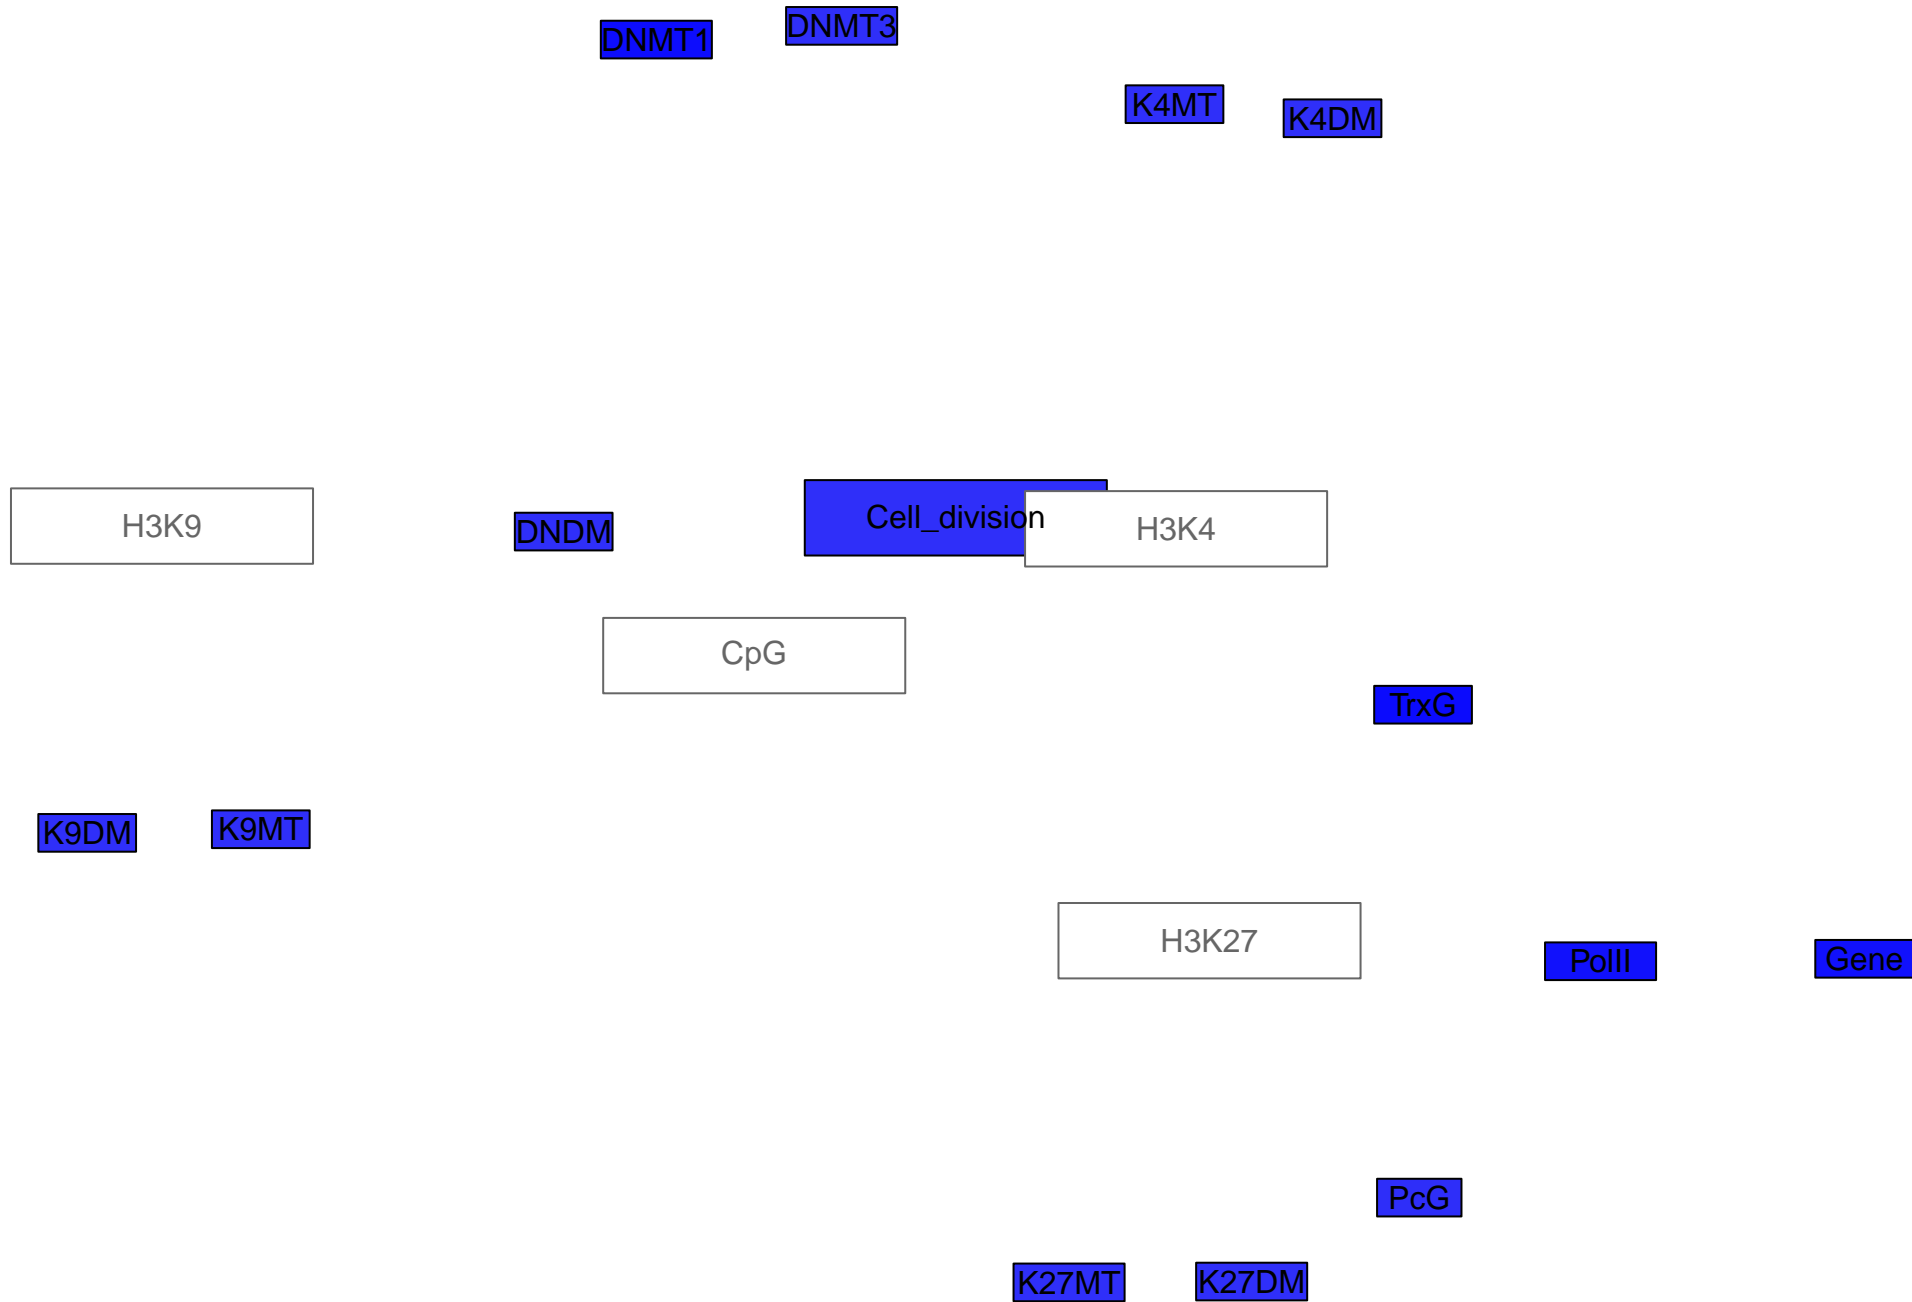 DNMT1
DNMT3
K4MT
K4DM
H3K9
DNDM
Cell_division
H3K4
CpG
TrxG
K9DM
K9MT
H3K27
PolII
Gene
PcG
K27MT
K27DM